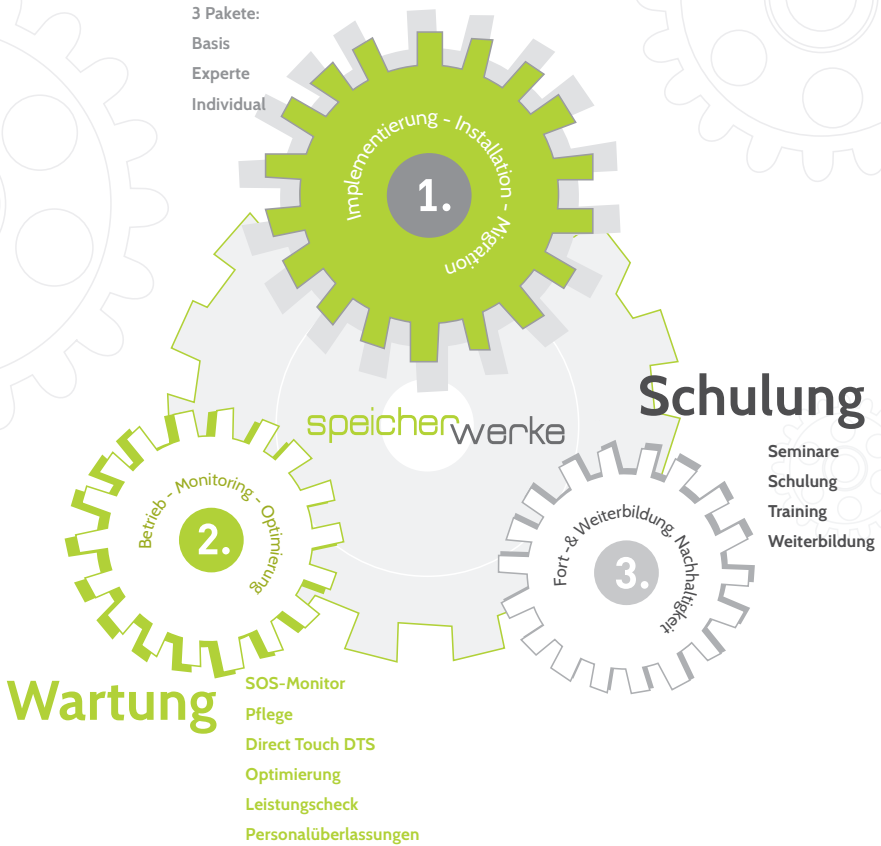 3 Pakete:
Basis
Experte
Individual
Implementierung - Installation - Migration
1.
speicherwerke
Schulung
Seminare
Schulung
Training
Weiterbildung
Betrieb - Monitoring - Optimierung
2.
Fort -& Weiterbildung, Nachhaltigkeit
3.
Wartung
SOS-Monitor
Pflege
Direct Touch DTS
Optimierung
Leistungscheck
Personalüberlassungen